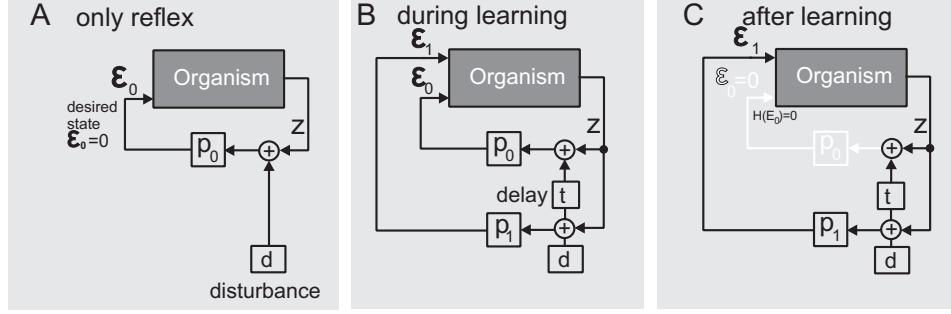 A only reflex
Organism
ε0
desired
state
ε0=0
z
p0
d
disturbance
B during learning
ε1
Organism
ε0
z
p0
delay
t
p1
d
C after learning
ε1
Organism
ε0=0
H(E0)=0
z
p0
t
p1
d